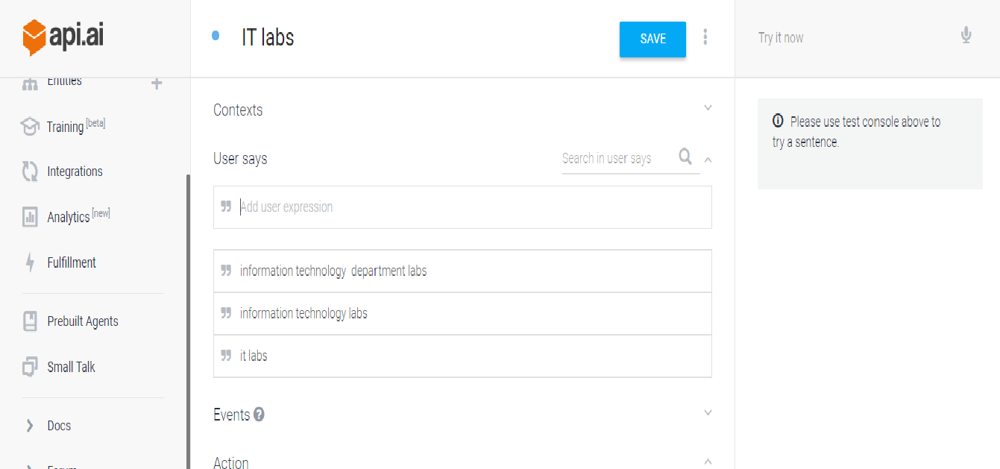 api.ai
IT labs
SAVE
Try it now
Entities
Training [beta]
Integrations
Analytics [new]
Fulfillment
Prebuilt Agents
Small Talk
Docs
Forum
Contexts
User says
Search in user says
Add user expression
information technology department labs
information technology labs
it labs
Events ?
Action
Please use test console above to
try a sentence.